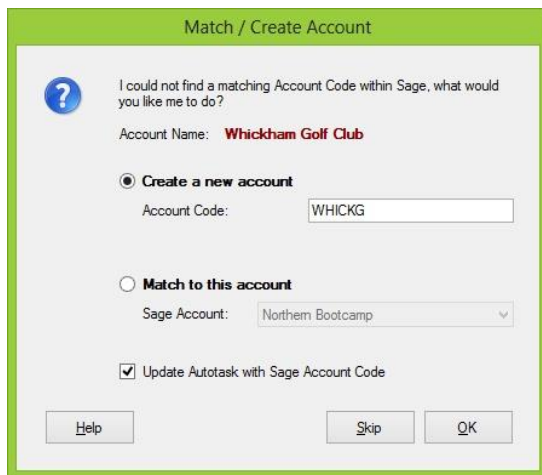 Match / Create Account
I could not find a matching Account Code within Sage, what would
you like me to do?
Account Name: Whickham Golf Club
Create a new account
Account Code: WHICKG
Match to this account
Sage Account: Northern Bootcamp
Update Autotask with Sage Account Code
Help Skip OK